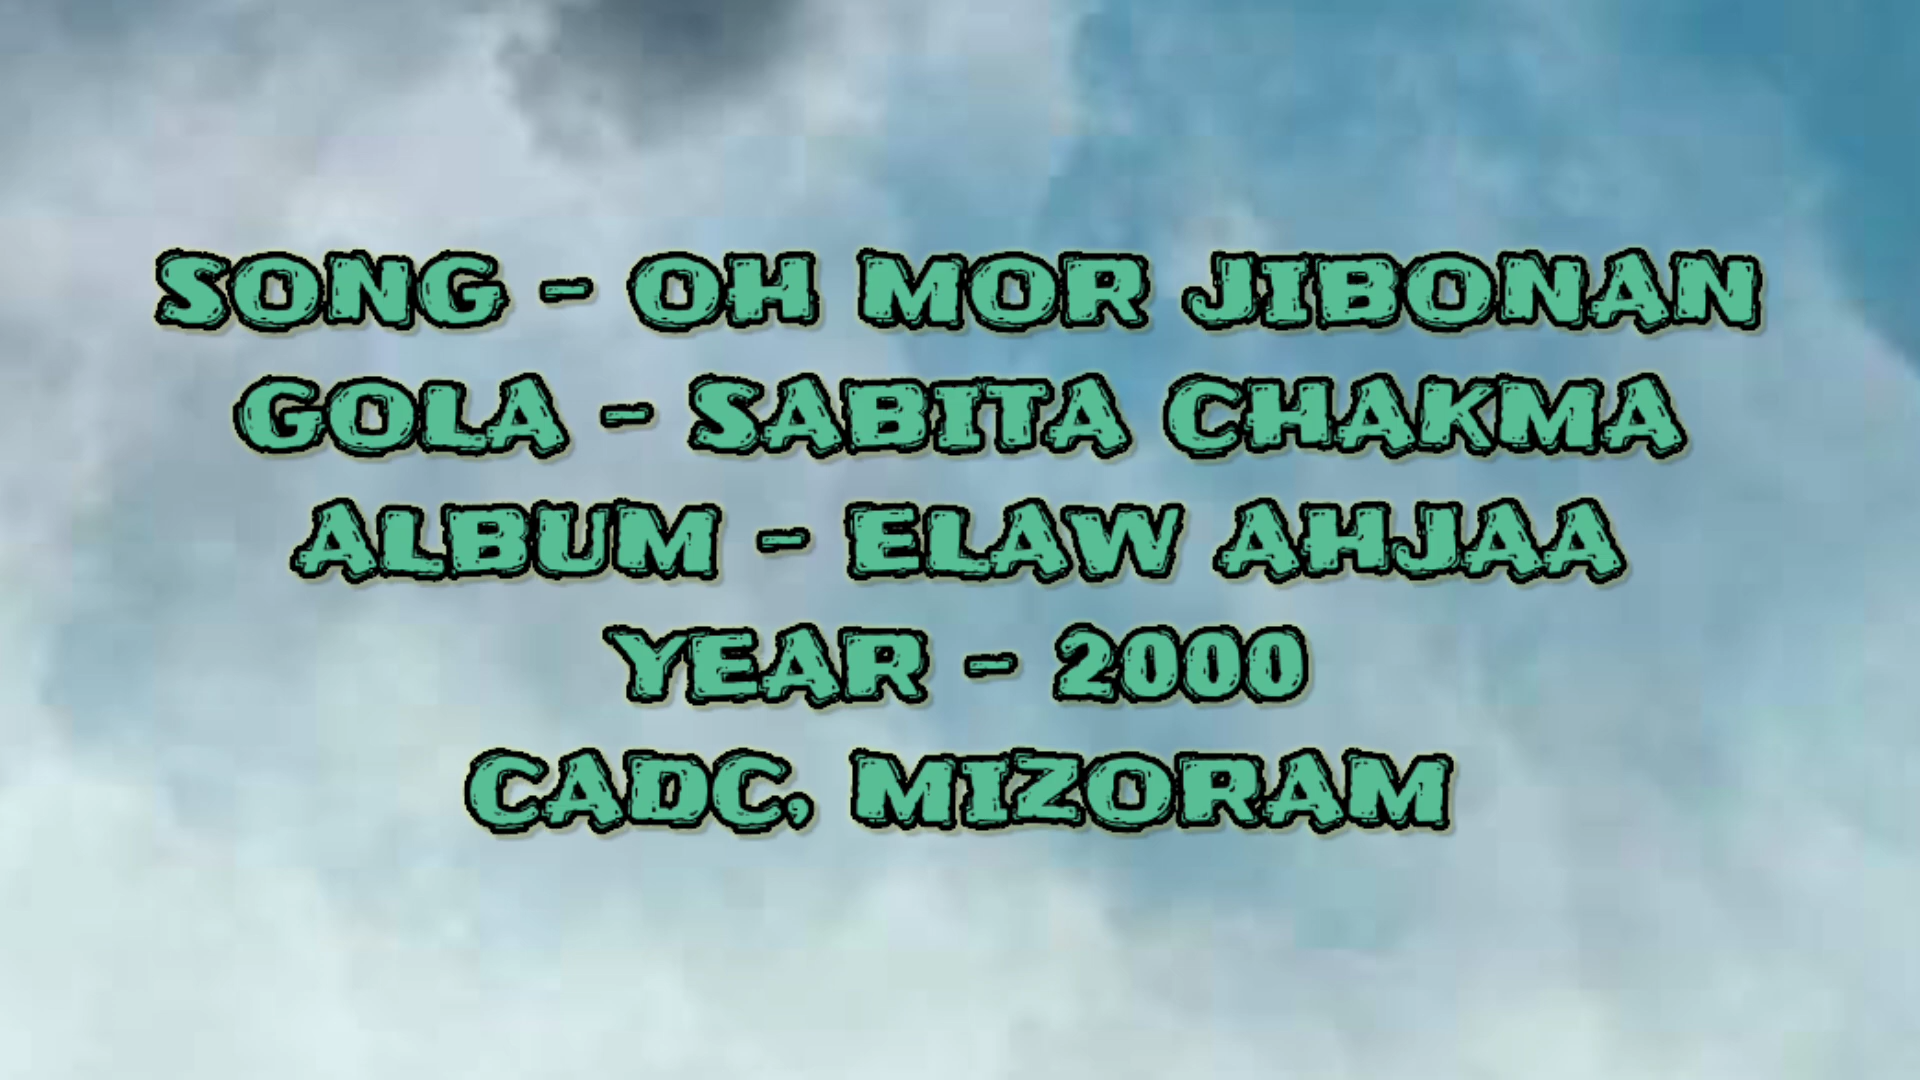 SONG - OH MOR JIBONAN
GOLA - SABITA CHAKMA
ALBUM - ELAW AHJAA
YEAR - 2000
CADC, MIZORAM